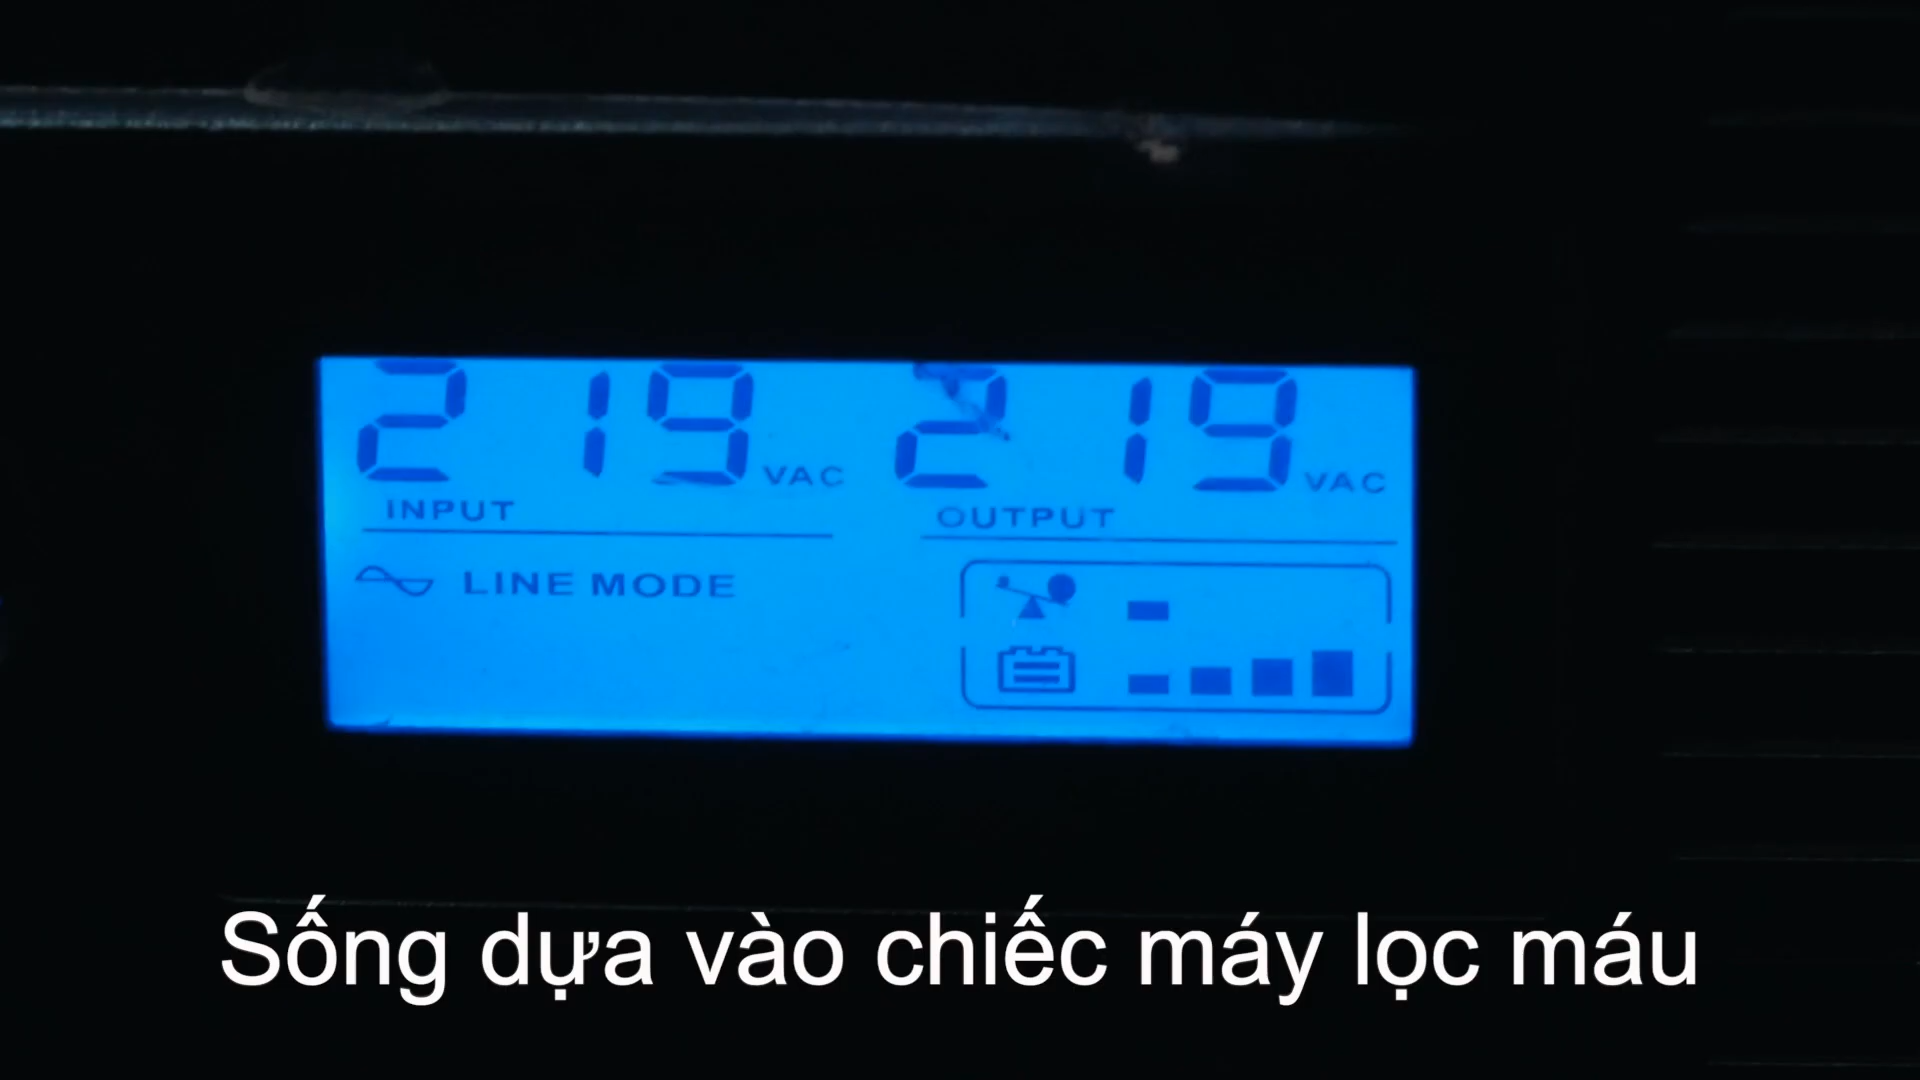 219 VAC 219 VAC
INPUT OUTPUT
LINE MODE
Sống dựa vào chiếc máy lọc máu